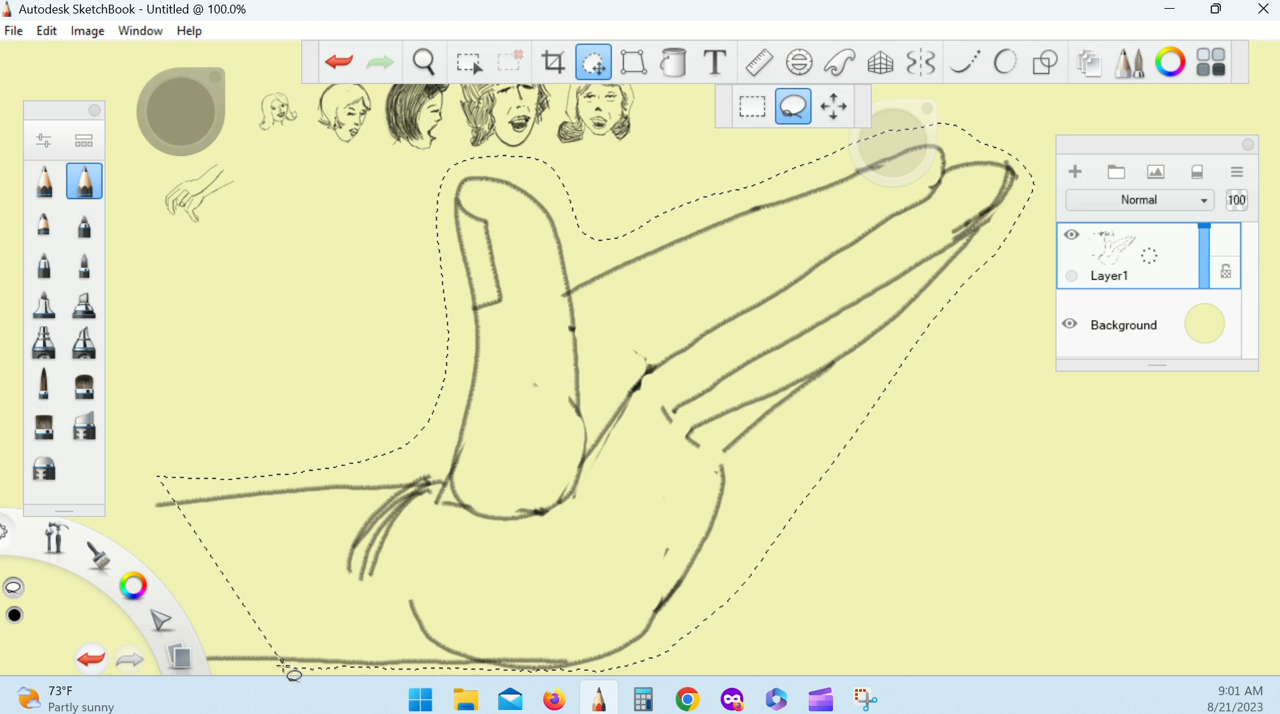 Autodesk SketchBook - Untitled @ 100.0%
File Edit Image Window Help
T
Normal 100
Layer1
Background
73°F
Partly sunny
9:01 AM
8/21/2023